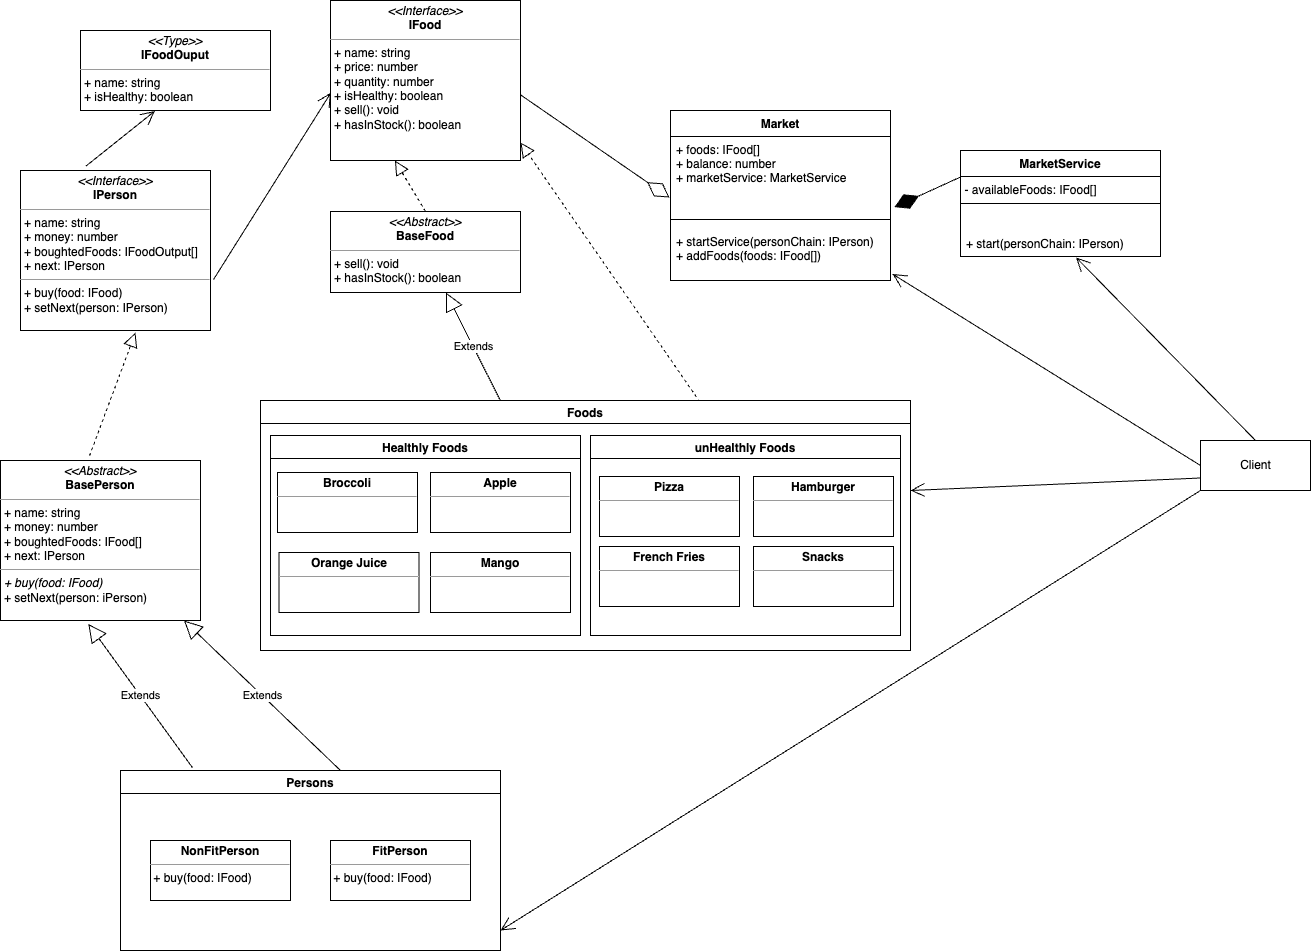 <<Type>>
IFoodOuput
+ name: string
+ isHealthy: boolean
<<Interface>>
IFood
+ name: string
+ price: number
+ quantity: number
+ isHealthy: boolean
+ sell(): void
+ hasInStock(): boolean
Market
+ foods: IFood[]
+ balance: number
+ marketService: MarketService
+ startService(personChain: IPerson)
+ addFoods(foods: IFood[])
MarketService
- availableFoods: IFood[]
+ start(personChain: IPerson)
<<Interface>>
IPerson
+ name: string
+ money: number
+ boughtedFoods: IFoodOutput[]
+ next: IPerson
+ buy(food: IFood)
+ setNext(person: IPerson)
<<Abstract>>
BaseFood
+ sell(): void
+ hasInStock(): boolean
Extends
Foods
Healthly Foods
Broccoli
Apple
Orange Juice
Mango
unHealthly Foods
Pizza
Hamburger
French Fries
Snacks
Client
<<Abstract>>
BasePerson
+ name: string
+ money: number
+ boughtedFoods: IFood[]
+ next: IPerson
+ buy(food: IFood)
+ setNext(person: iPerson)
Extends
Extends
Persons
NonFitPerson
+ buy(food: IFood)
FitPerson
+ buy(food: IFood)